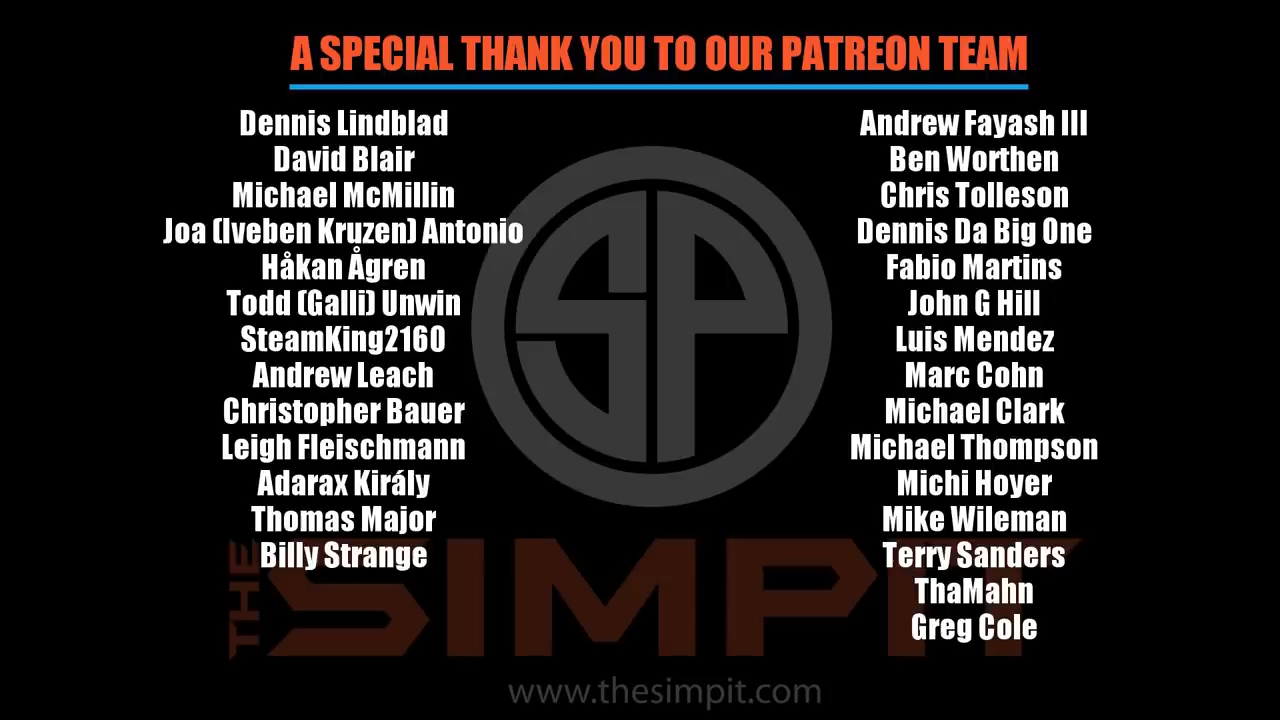 A SPECIAL THANK YOU TO OUR PATREON TEAM
Dennis Lindblad
David Blair
Michael McMillin
Joa (Iveben Kruzen) Antonio
Håkan Ågren
Todd (Galli) Unwin
SteamKing2160
Andrew Leach
Christopher Bauer
Leigh Fleischmann
Adarax Király
Thomas Major
Billy Strange
Andrew Fayash III
Ben Worthen
Chris Tolleson
Dennis Da Big One
Fabio Martins
John G Hill
Luis Mendez
Marc Cohn
Michael Clark
Michael Thompson
Michi Hoyer
Mike Wileman
Terry Sanders
ThaMahn
Greg Cole
SP
THE SIMPIT
www.thesimpit.com